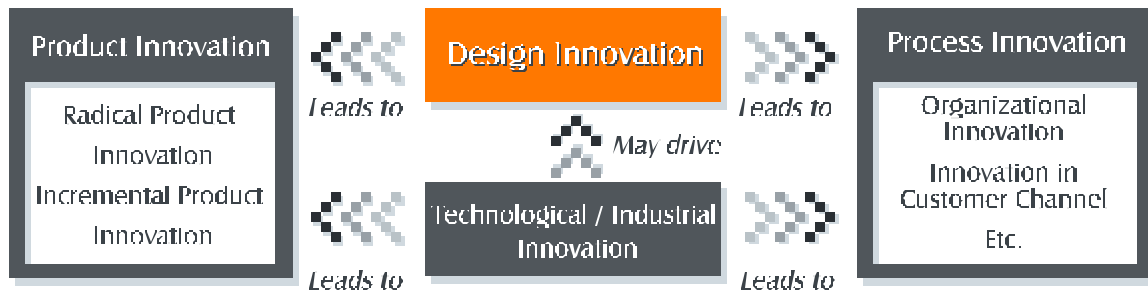 Product Innovation
Radical Product
Innovation
Incremental Product
Innovation
Leads to
Design Innovation
Leads to
May drive
Leads to
Technological / Industrial
Innovation
Leads to
Process Innovation
Organizational
Innovation
Innovation in
Customer Channel
Etc.